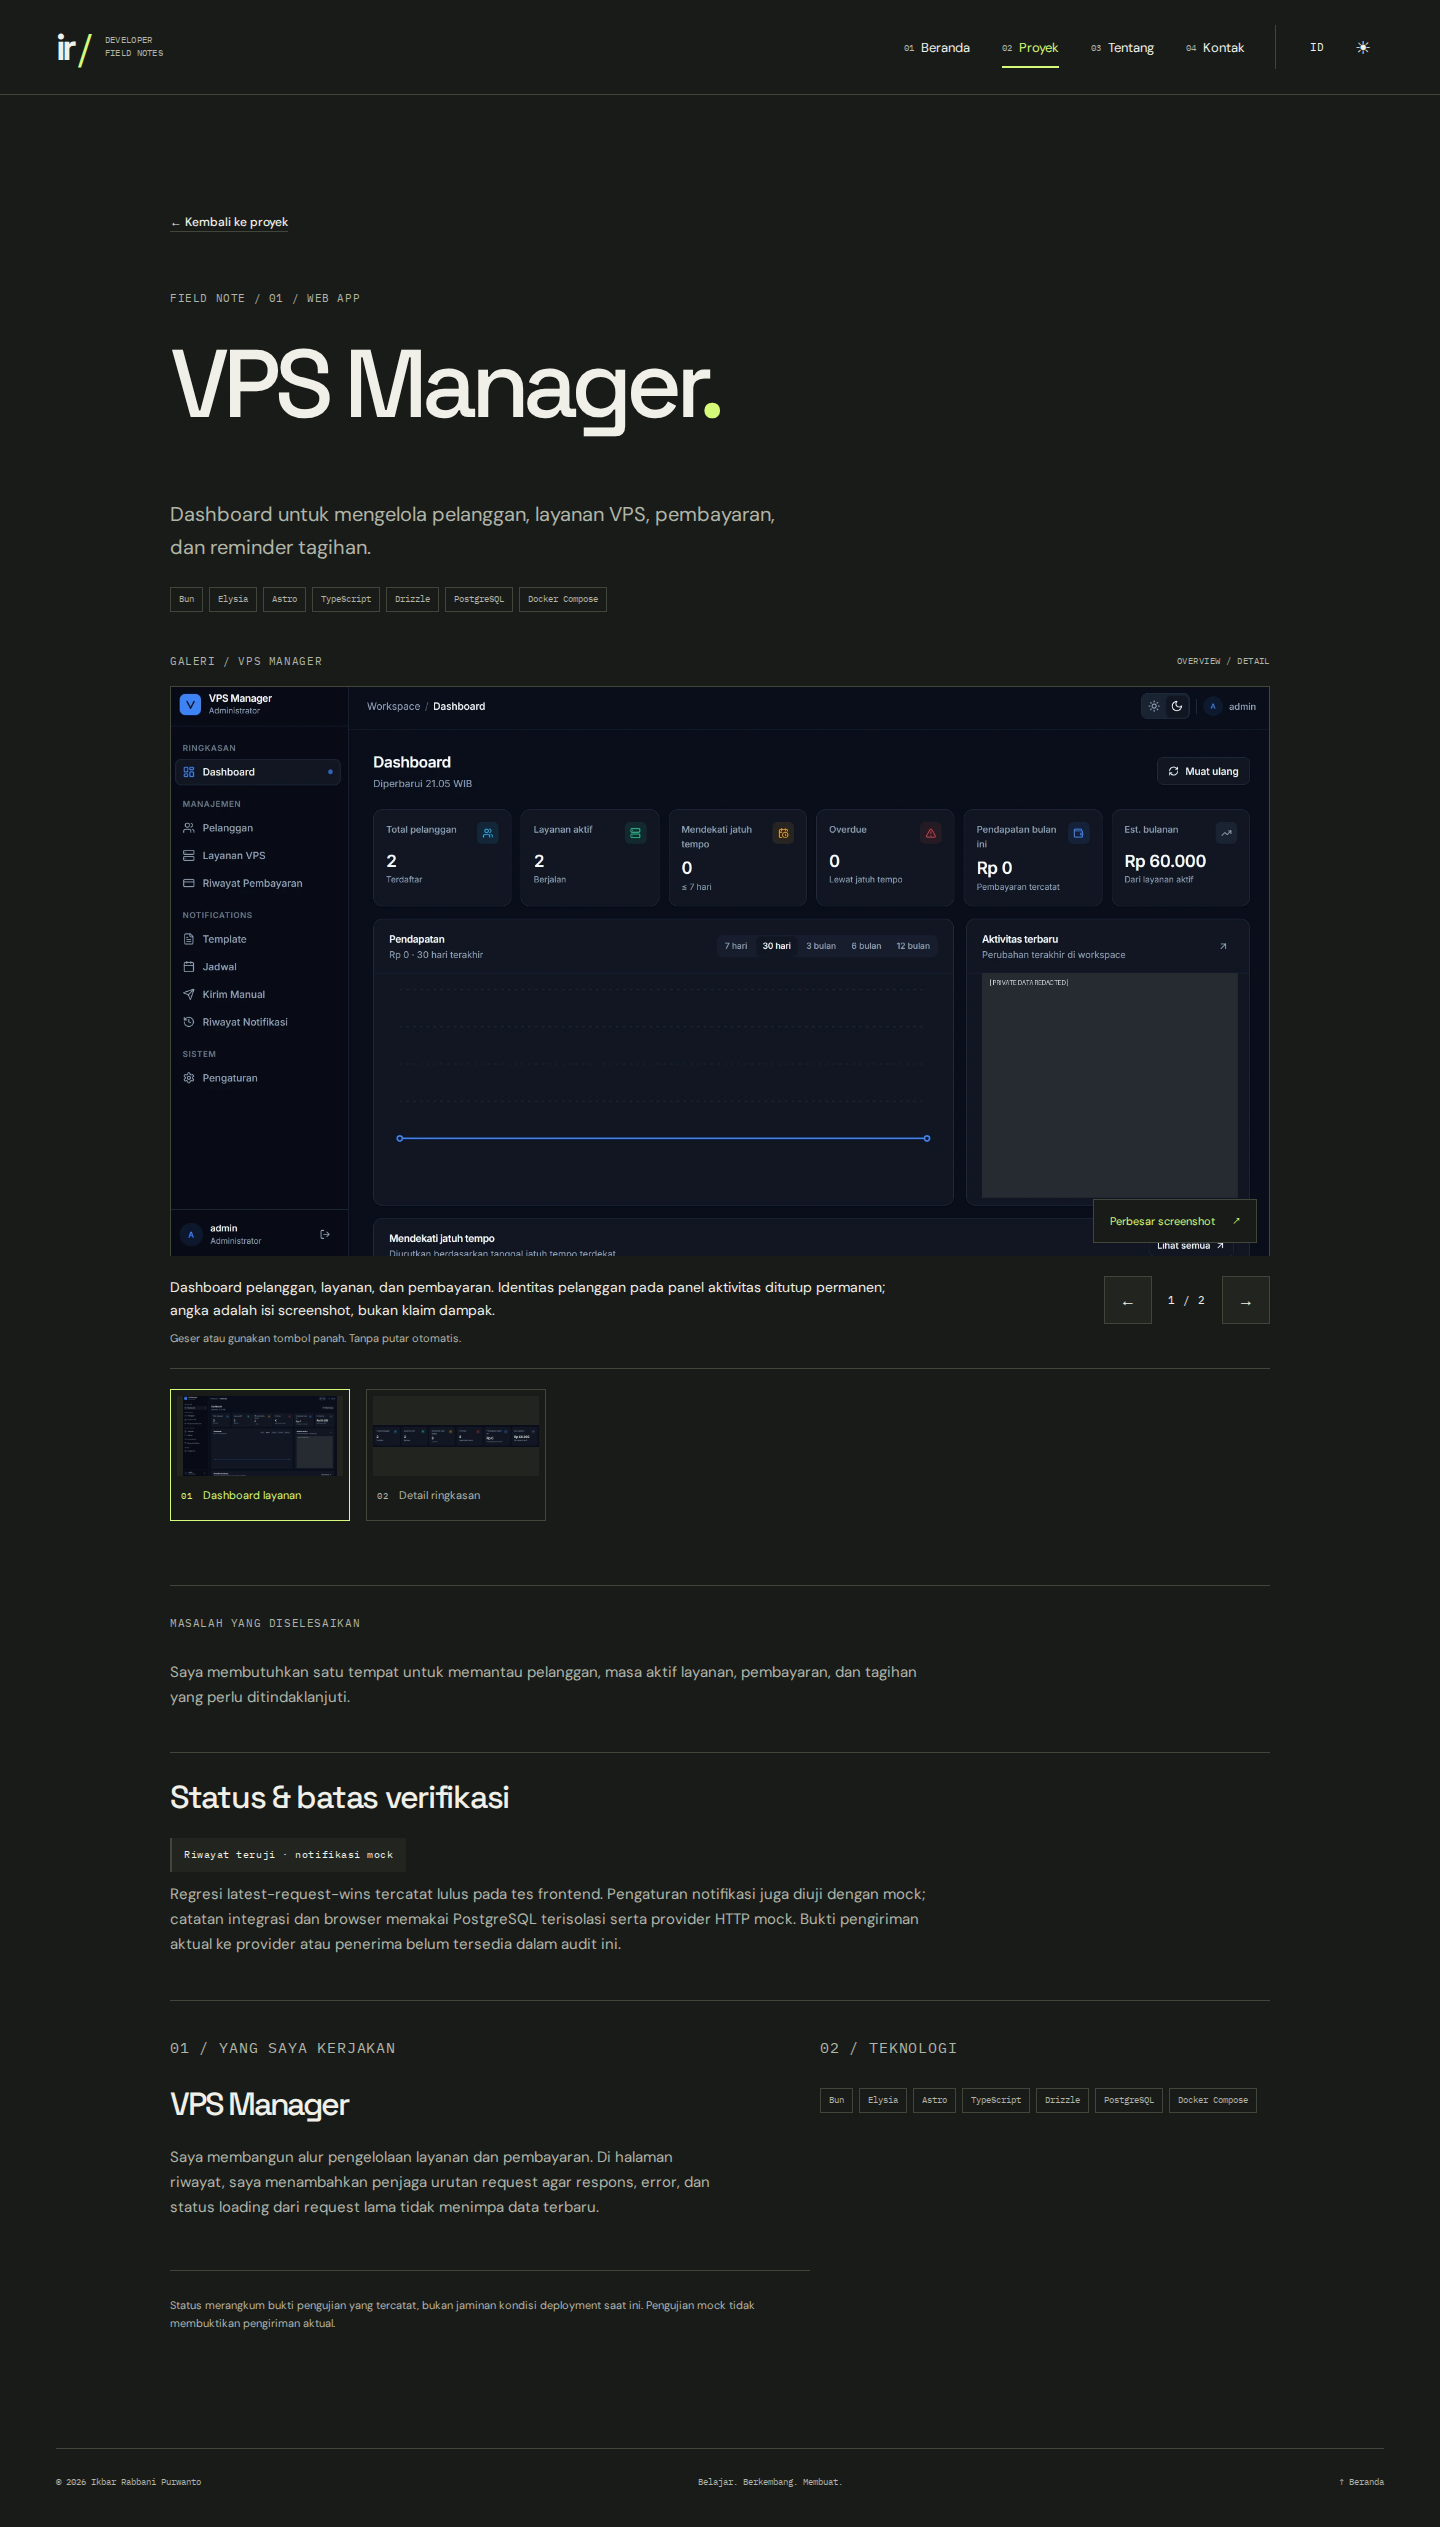 ir/
DEVELOPER
FIELD NOTES
01 Beranda
02 Proyek
03 Tentang
04 Kontak
ID
← Kembali ke proyek
FIELD NOTE / 01 / WEB APP
VPS Manager.
Dashboard untuk mengelola pelanggan, layanan VPS, pembayaran,
dan reminder tagihan.
Bun
Elysia
Astro
TypeScript
Drizzle
PostgreSQL
Docker Compose
GALERI / VPS MANAGER
OVERVIEW / DETAIL
V
VPS Manager
Administrator
Workspace / Dashboard
A
admin
RINGKASAN
Dashboard
MANAJEMEN
Pelanggan
Layanan VPS
Riwayat Pembayaran
NOTIFICATIONS
Template
Jadwal
Kirim Manual
Riwayat Notifikasi
SISTEM
Pengaturan
A
admin
Administrator
Dashboard
Diperbarui 21.05 WIB
Muat ulang
Total pelanggan
2
Terdaftar
Layanan aktif
2
Berjalan
Mendekati jatuh
tempo
0
≤ 7 hari
Overdue
0
Lewat jatuh tempo
Pendapatan bulan
ini
Rp 0
Pembayaran tercatat
Est. bulanan
Rp 60.000
Dari layanan aktif
Pendapatan
Rp 0 · 30 hari terakhir
7 hari
30 hari
3 bulan
6 bulan
12 bulan
Aktivitas terbaru
Perubahan terakhir di workspace
[PRIVATE DATA REDACTED]
Mendekati jatuh tempo
Diurutkan berdasarkan tanggal jatuh tempo terdekat
Perbesar screenshot ↗
Lihat semua
Dashboard pelanggan, layanan, dan pembayaran. Identitas pelanggan pada panel aktivitas ditutup permanen;
angka adalah isi screenshot, bukan klaim dampak.
Geser atau gunakan tombol panah. Tanpa putar otomatis.
←
1 / 2
→
01 Dashboard layanan
02 Detail ringkasan
MASALAH YANG DISELESAIKAN
Saya membutuhkan satu tempat untuk memantau pelanggan, masa aktif layanan, pembayaran, dan tagihan
yang perlu ditindaklanjuti.
Status & batas verifikasi
Riwayat teruji · notifikasi mock
Regresi latest-request-wins tercatat lulus pada tes frontend. Pengaturan notifikasi juga diuji dengan mock;
catatan integrasi dan browser memakai PostgreSQL terisolasi serta provider HTTP mock. Bukti pengiriman
aktual ke provider atau penerima belum tersedia dalam audit ini.
01 / YANG SAYA KERJAKAN
VPS Manager
Saya membangun alur pengelolaan layanan dan pembayaran. Di halaman
riwayat, saya menambahkan penjaga urutan request agar respons, error, dan
status loading dari request lama tidak menimpa data terbaru.
02 / TEKNOLOGI
Bun
Elysia
Astro
TypeScript
Drizzle
PostgreSQL
Docker Compose
Status merangkum bukti pengujian yang tercatat, bukan jaminan kondisi deployment saat ini. Pengujian mock tidak
membuktikan pengiriman aktual.
© 2026 Ikbar Rabbani Purwanto
Belajar. Berkembang. Membuat.
↑ Beranda